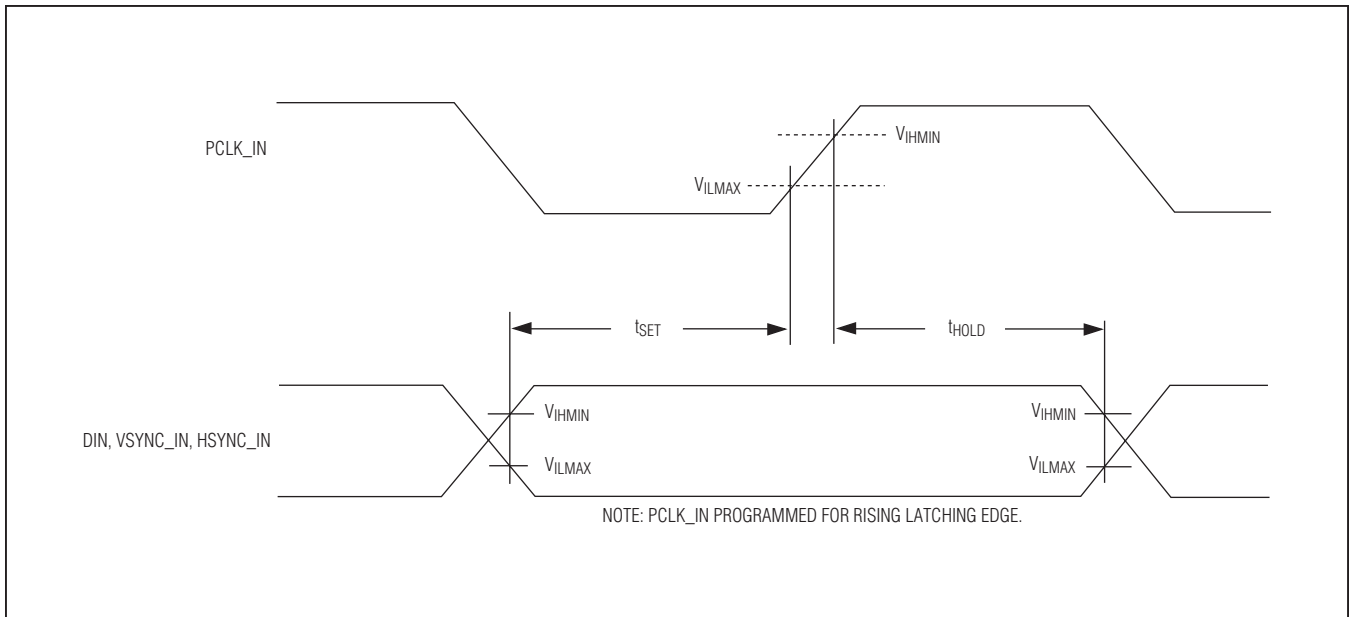 PCLK_IN
VIHMIN
VILMAX
tSET
tHOLD
VIHMIN
VIHMIN
DIN, VSYNC_IN, HSYNC_IN
VILMAX
VILMAX
NOTE: PCLK_IN PROGRAMMED FOR RISING LATCHING EDGE.